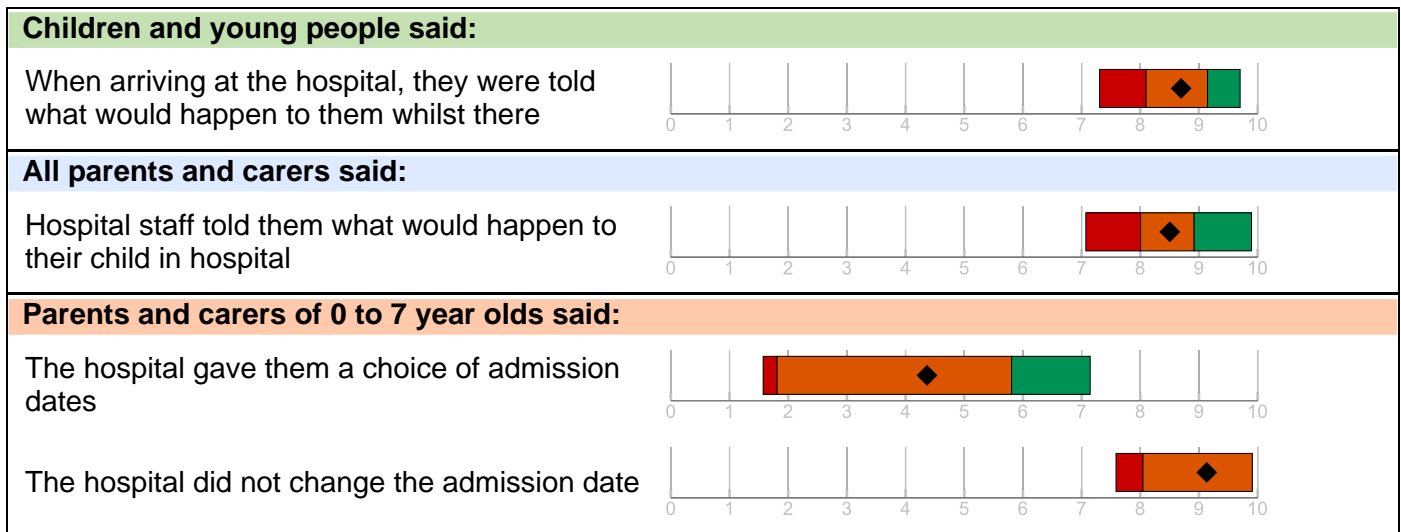 Children and young people said:
When arriving at the hospital, they were told
what would happen to them whilst there
0 1 2 3 4 5 6 7 8 9 10
All parents and carers said:
Hospital staff told them what would happen to
their child in hospital
0 1 2 3 4 5 6 7 8 9 10
Parents and carers of 0 to 7 year olds said:
The hospital gave them a choice of admission
dates
0 1 2 3 4 5 6 7 8 9 10
The hospital did not change the admission date
0 1 2 3 4 5 6 7 8 9 10